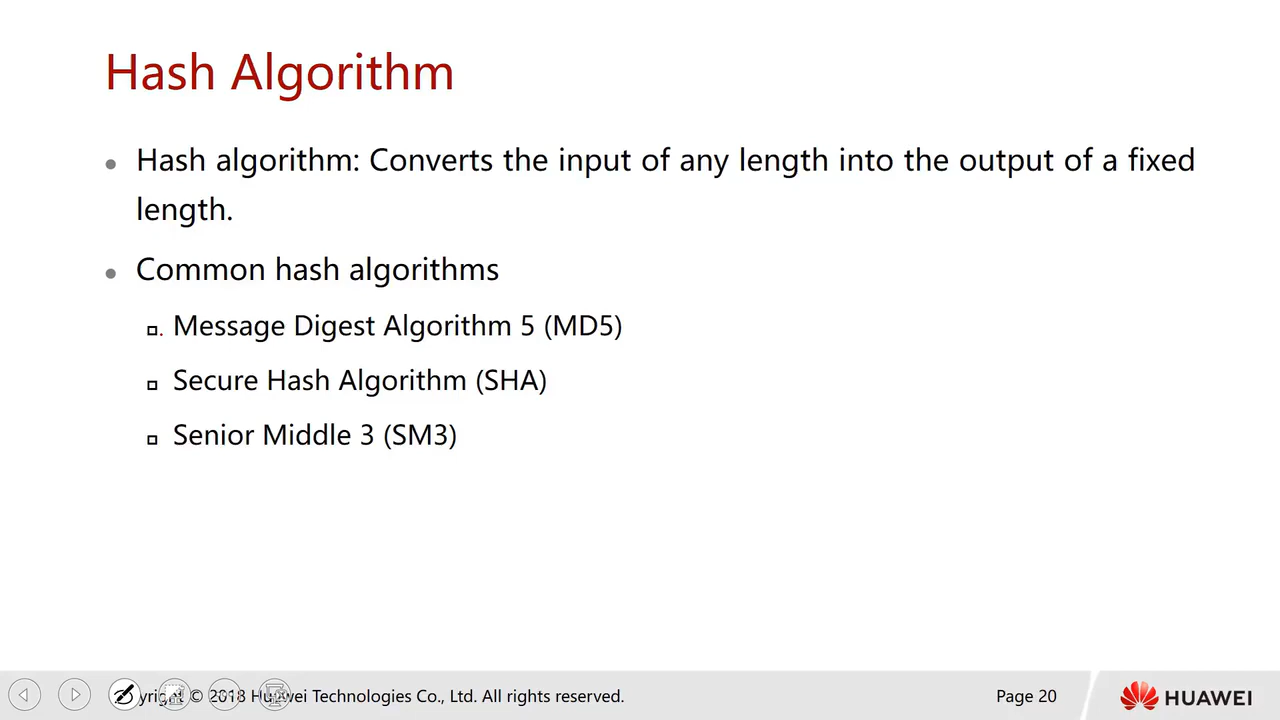 Hash Algorithm
Hash algorithm: Converts the input of any length into the output of a fixed
length.
Common hash algorithms
Message Digest Algorithm 5 (MD5)
Secure Hash Algorithm (SHA)
Senior Middle 3 (SM3)
© 2018 Huawei Technologies Co., Ltd. All rights reserved.
Page 20
HUAWEI